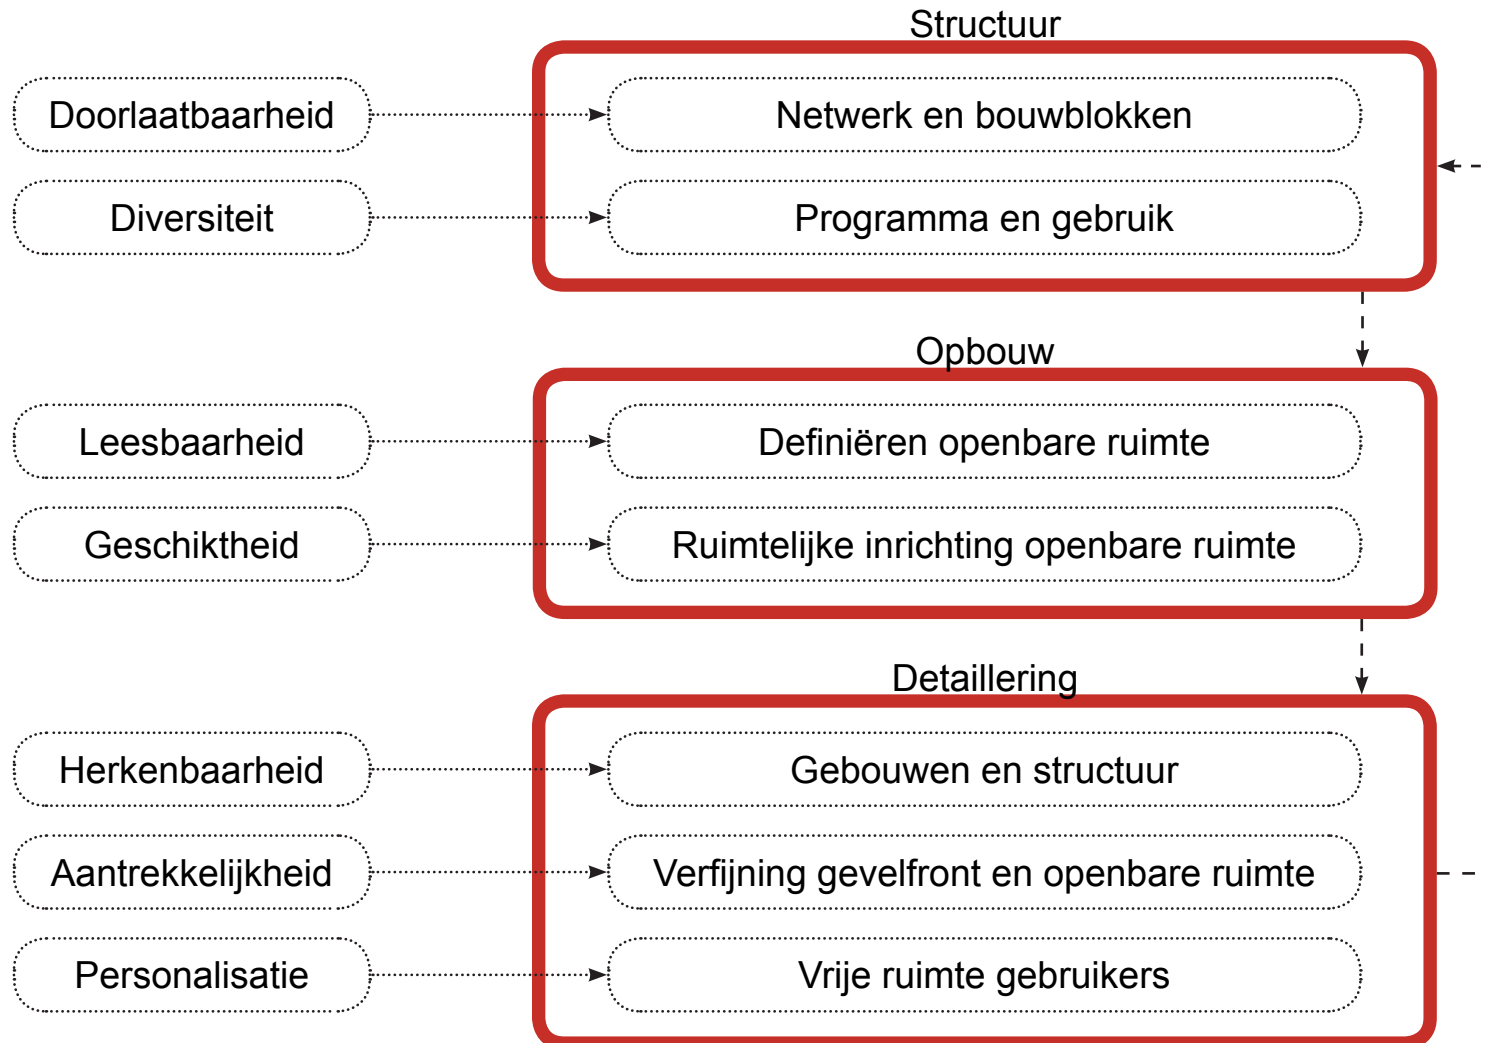 Structuur
Doorlaatbaarheid
Netwerk en bouwblokken
Diversiteit
Programma en gebruik
Opbouw
Leesbaarheid
Definiëren openbare ruimte
Geschiktheid
Ruimtelijke inrichting openbare ruimte
Detaillering
Herkenbaarheid
Gebouwen en structuur
Aantrekkelijkheid
Verfijning gevelfront en openbare ruimte
Personalisatie
Vrije ruimte gebruikers